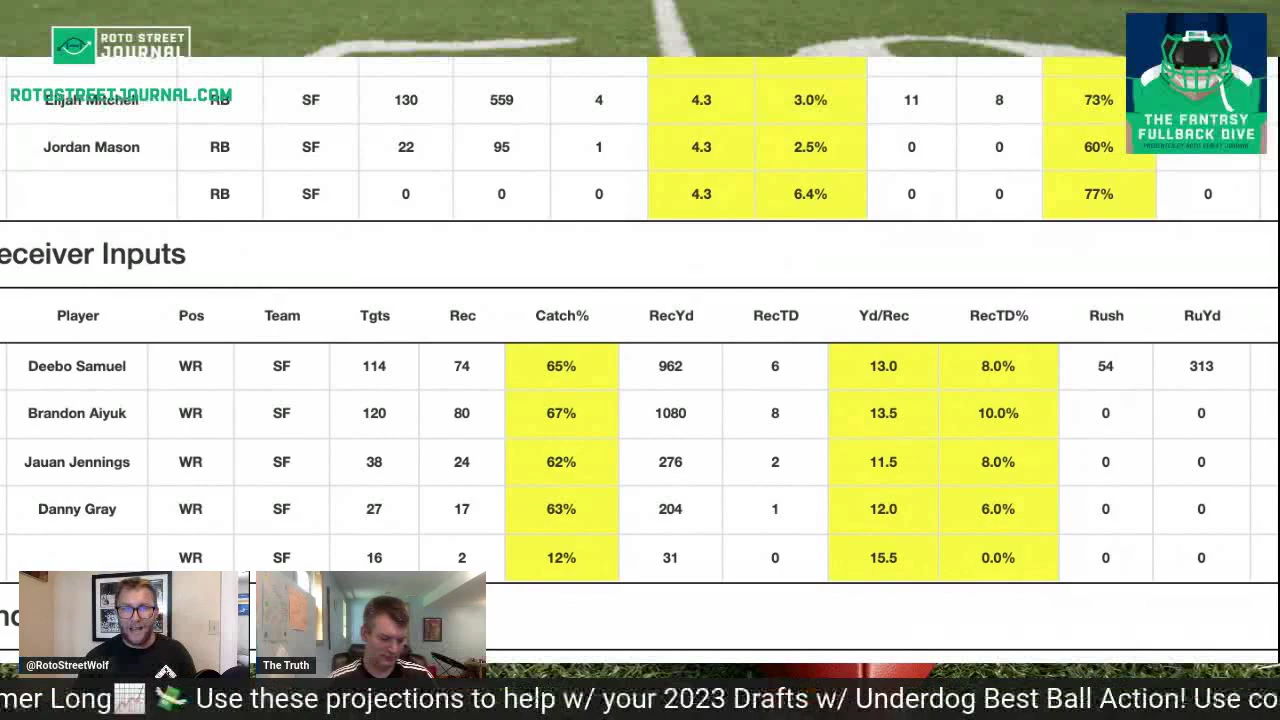 ROTO STREET
JOURNAL
ROTOSTREETJOURNAL.COM
THE FANTASY
FULLBACK DIVE
PRESENTED BY ROTO STREET JOURNAL
Elijah Mitchell RB SF 130 559 4 4.3 3.0% 11 8 73%
Jordan Mason RB SF 22 95 1 4.3 2.5% 0 0 60%
RB SF 0 0 0 4.3 6.4% 0 0 77% 0
eceiver Inputs
Player Pos Team Tgts Rec Catch% RecYd RecTD Yd/Rec RecTD% Rush RuYd
Deebo Samuel WR SF 114 74 65% 962 6 13.0 8.0% 54 313
Brandon Aiyuk WR SF 120 80 67% 1080 8 13.5 10.0% 0 0
Jauan Jennings WR SF 38 24 62% 276 2 11.5 8.0% 0 0
Danny Gray WR SF 27 17 63% 204 1 12.0 6.0% 0 0
WR SF 16 2 12% 31 0 15.5 0.0% 0 0
@RotoStreetWolf
The Truth
mer Long📈 💸 Use these projections to help w/ your 2023 Drafts w/ Underdog Best Ball Action! Use co